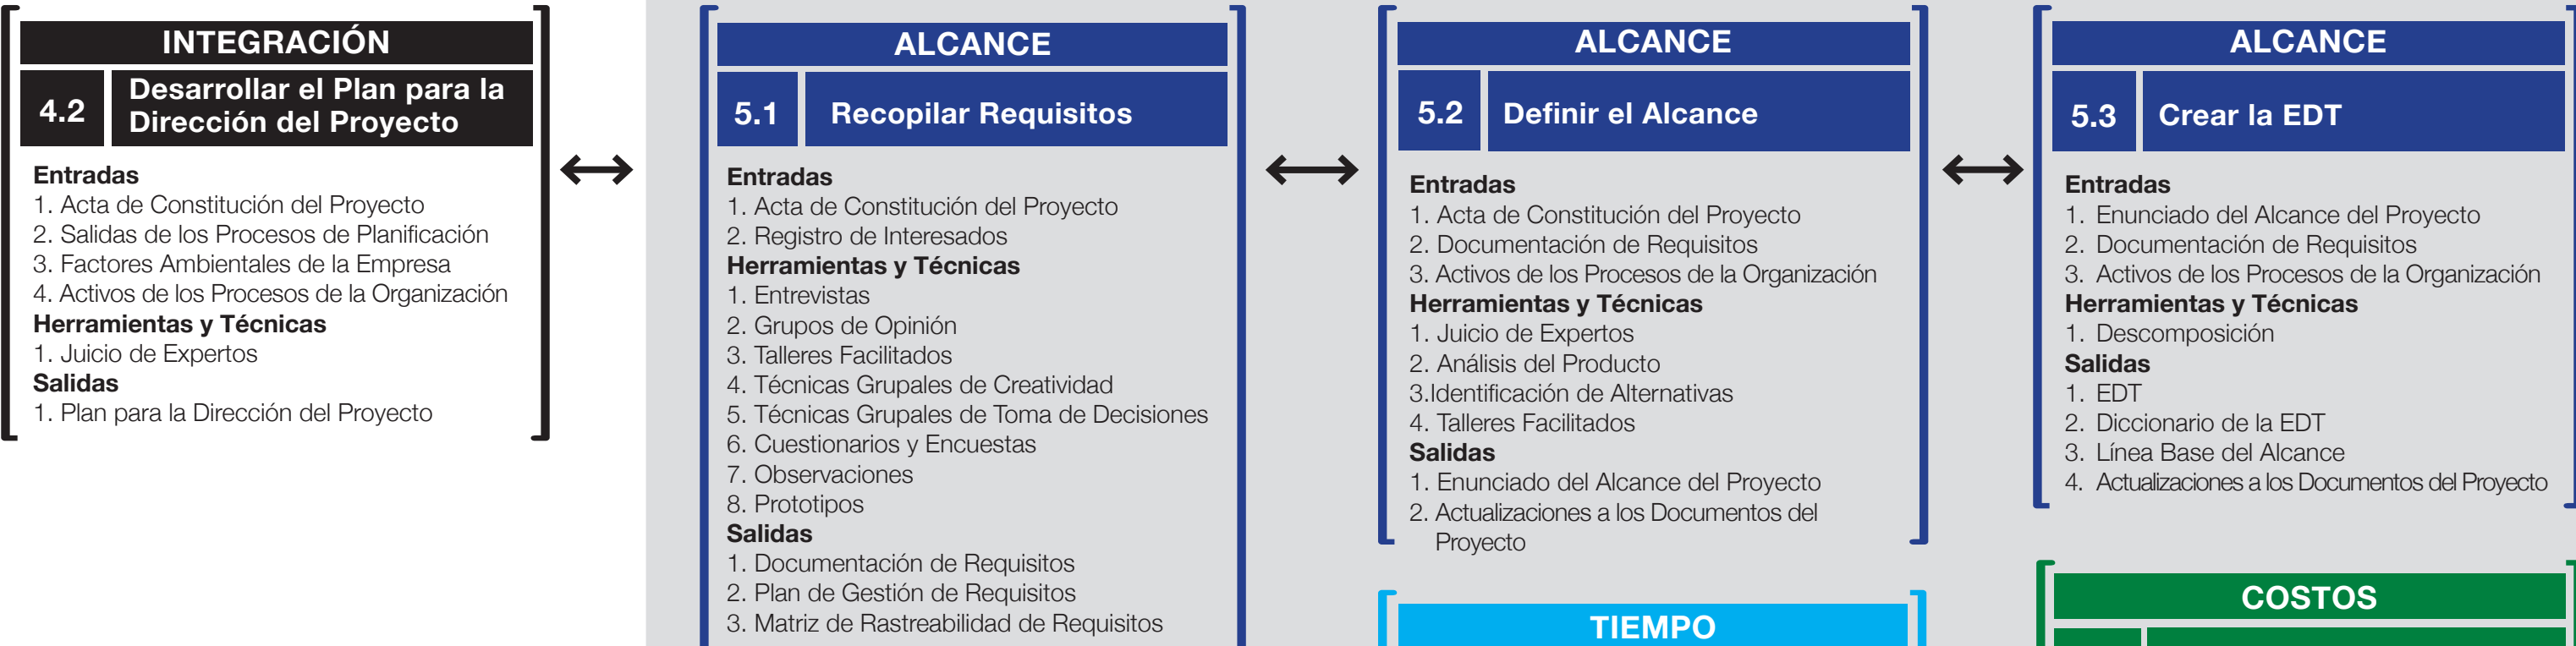 INTEGRACIÓN
4.2
Desarrollar el Plan para la
Dirección del Proyecto
Entradas
1. Acta de Constitución del Proyecto
2. Salidas de los Procesos de Planificación
3. Factores Ambientales de la Empresa
4. Activos de los Procesos de la Organización
Herramientas y Técnicas
1. Juicio de Expertos
Salidas
1. Plan para la Dirección del Proyecto
ALCANCE
5.1 Recopilar Requisitos
Entradas
1. Acta de Constitución del Proyecto
2. Registro de Interesados
Herramientas y Técnicas
1. Entrevistas
2. Grupos de Opinión
3. Talleres Facilitados
4. Técnicas Grupales de Creatividad
5. Técnicas Grupales de Toma de Decisiones
6. Cuestionarios y Encuestas
7. Observaciones
8. Prototipos
Salidas
1. Documentación de Requisitos
2. Plan de Gestión de Requisitos
3. Matriz de Rastreabilidad de Requisitos
ALCANCE
5.2 Definir el Alcance
Entradas
1. Acta de Constitución del Proyecto
2. Documentación de Requisitos
3. Activos de los Procesos de la Organización
Herramientas y Técnicas
1. Juicio de Expertos
2. Análisis del Producto
3.Identificación de Alternativas
4. Talleres Facilitados
Salidas
1. Enunciado del Alcance del Proyecto
2. Actualizaciones a los Documentos del
Proyecto
TIEMPO
ALCANCE
5.3 Crear la EDT
Entradas
1. Enunciado del Alcance del Proyecto
2. Documentación de Requisitos
3. Activos de los Procesos de la Organización
Herramientas y Técnicas
1. Descomposición
Salidas
1. EDT
2. Diccionario de la EDT
3. Línea Base del Alcance
4. Actualizaciones a los Documentos del Proyecto
COSTOS